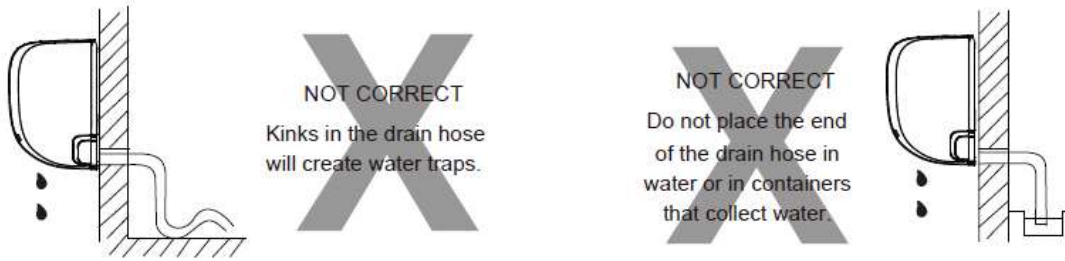 NOT CORRECT
Kinks in the drain hose
will create water traps.
NOT CORRECT
Do not place the end
of the drain hose in
water or in containers
that collect water.